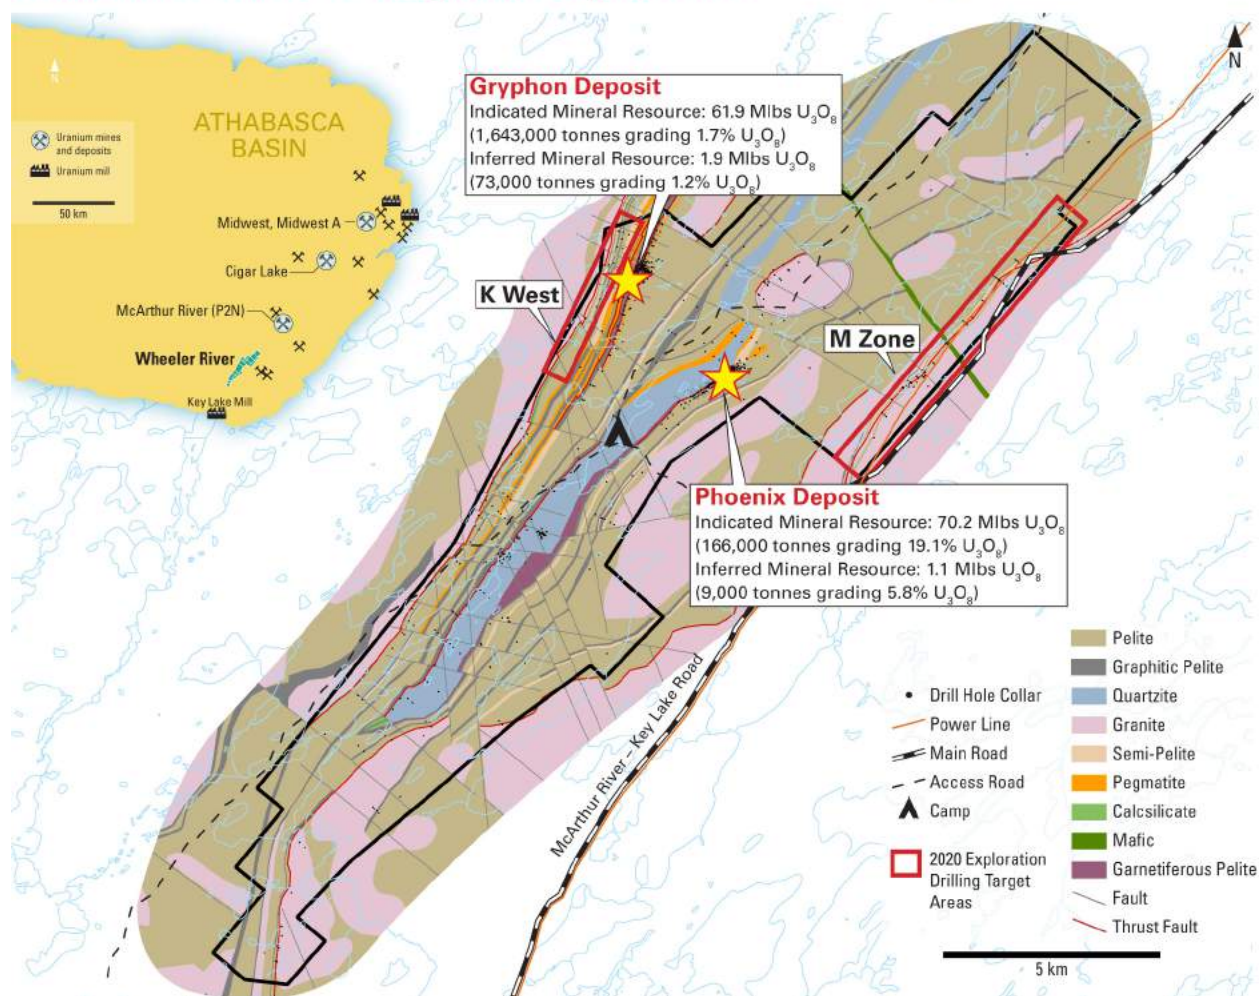 N
ATHABASCA
BASIN
Uranium mines
and deposits
Uranium mill
50 km
Midwest, Midwest A
Cigar Lake
McArthur River (P2N)
Wheeler River
Key Lake Mill
Gryphon Deposit
Indicated Mineral Resource: 61.9 Mlbs U₃O₈
(1,643,000 tonnes grading 1.7% U₃O₈)
Inferred Mineral Resource: 1.9 Mlbs U₃O₈
(73,000 tonnes grading 1.2% U₃O₈)
N
K West
M Zone
Phoenix Deposit
Indicated Mineral Resource: 70.2 Mlbs U₃O₈
(166,000 tonnes grading 19.1% U₃O₈)
Inferred Mineral Resource: 1.1 Mlbs U₃O₈
(9,000 tonnes grading 5.8% U₃O₈)
McArthur River – Key Lake Road
Drill Hole Collar
Power Line
Main Road
Access Road
Camp
2020 Exploration
Drilling Target
Areas
Pelite
Graphitic Pelite
Quartzite
Granite
Semi-Pelite
Pegmatite
Calcsilicate
Mafic
Garnetiferous Pelite
Fault
Thrust Fault
5 km